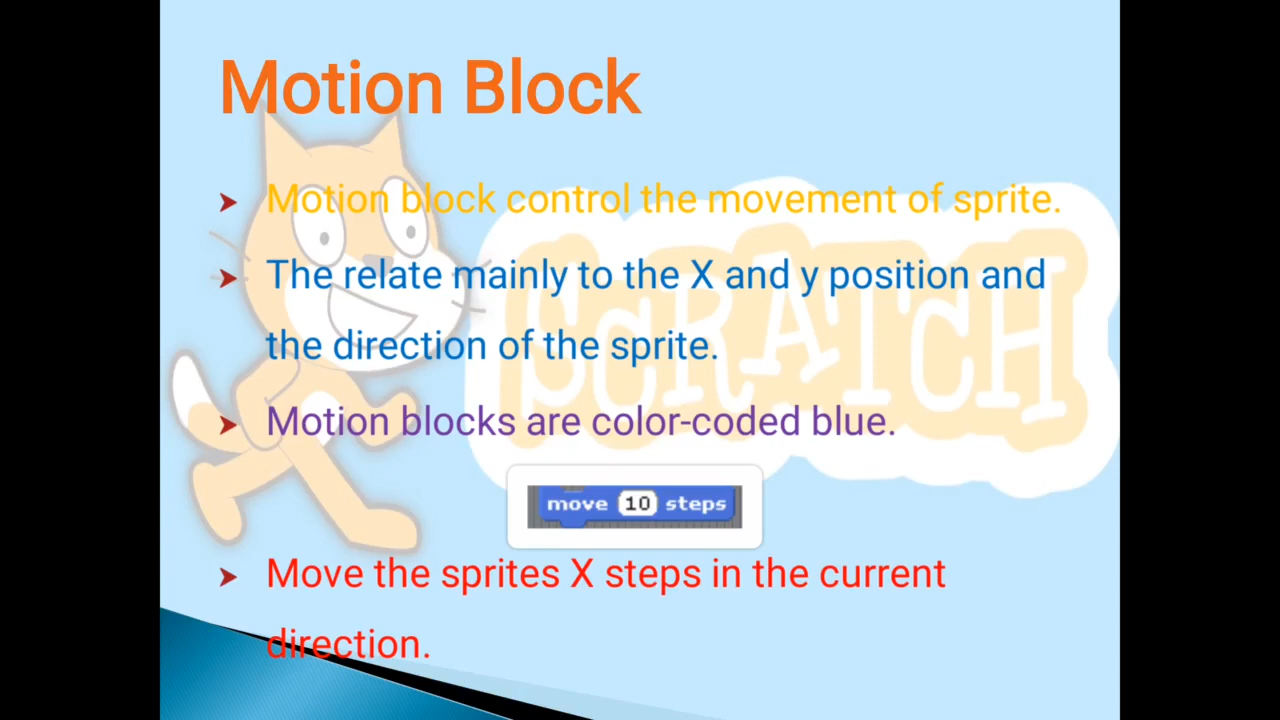 Motion Block
Motion block control the movement of sprite.
The relate mainly to the X and y position and
the direction of the sprite.
SCRATCH
Motion blocks are color-coded blue.
move 10 steps
Move the sprites X steps in the current
direction.